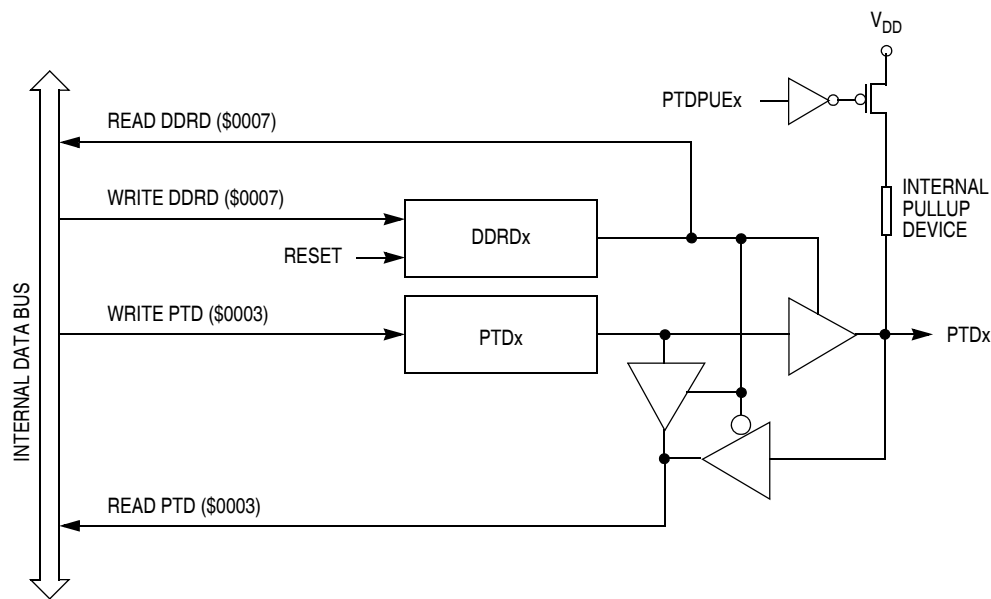 V_DD
PTDPUEx
READ DDRD ($0007)
WRITE DDRD ($0007)
INTERNAL
PULLUP
DEVICE
DDRDx
RESET
WRITE PTD ($0003)
PTDx
PTDx
INTERNAL DATA BUS
READ PTD ($0003)